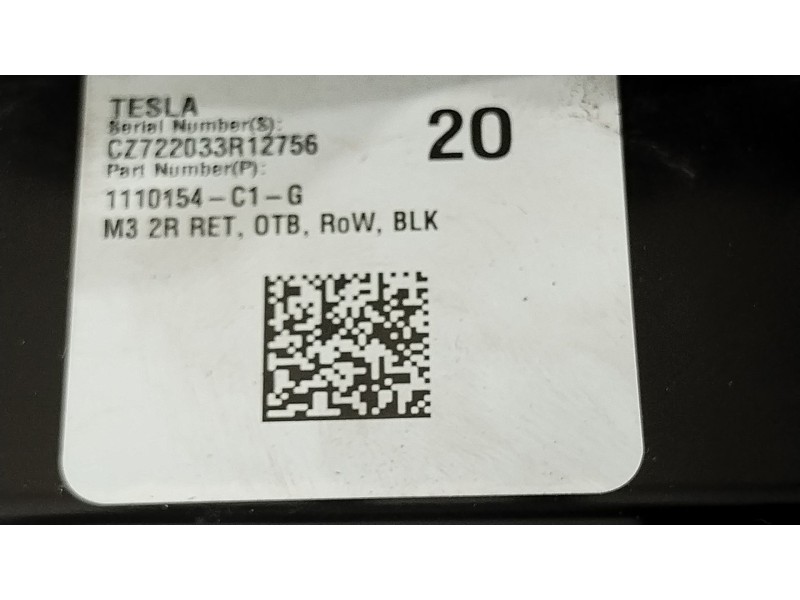 TESLA
Serial Number(S):
CZ722033R12756
Part Number(P):
1110154-C1-G
M3 2R RET, OTB, RoW, BLK
20